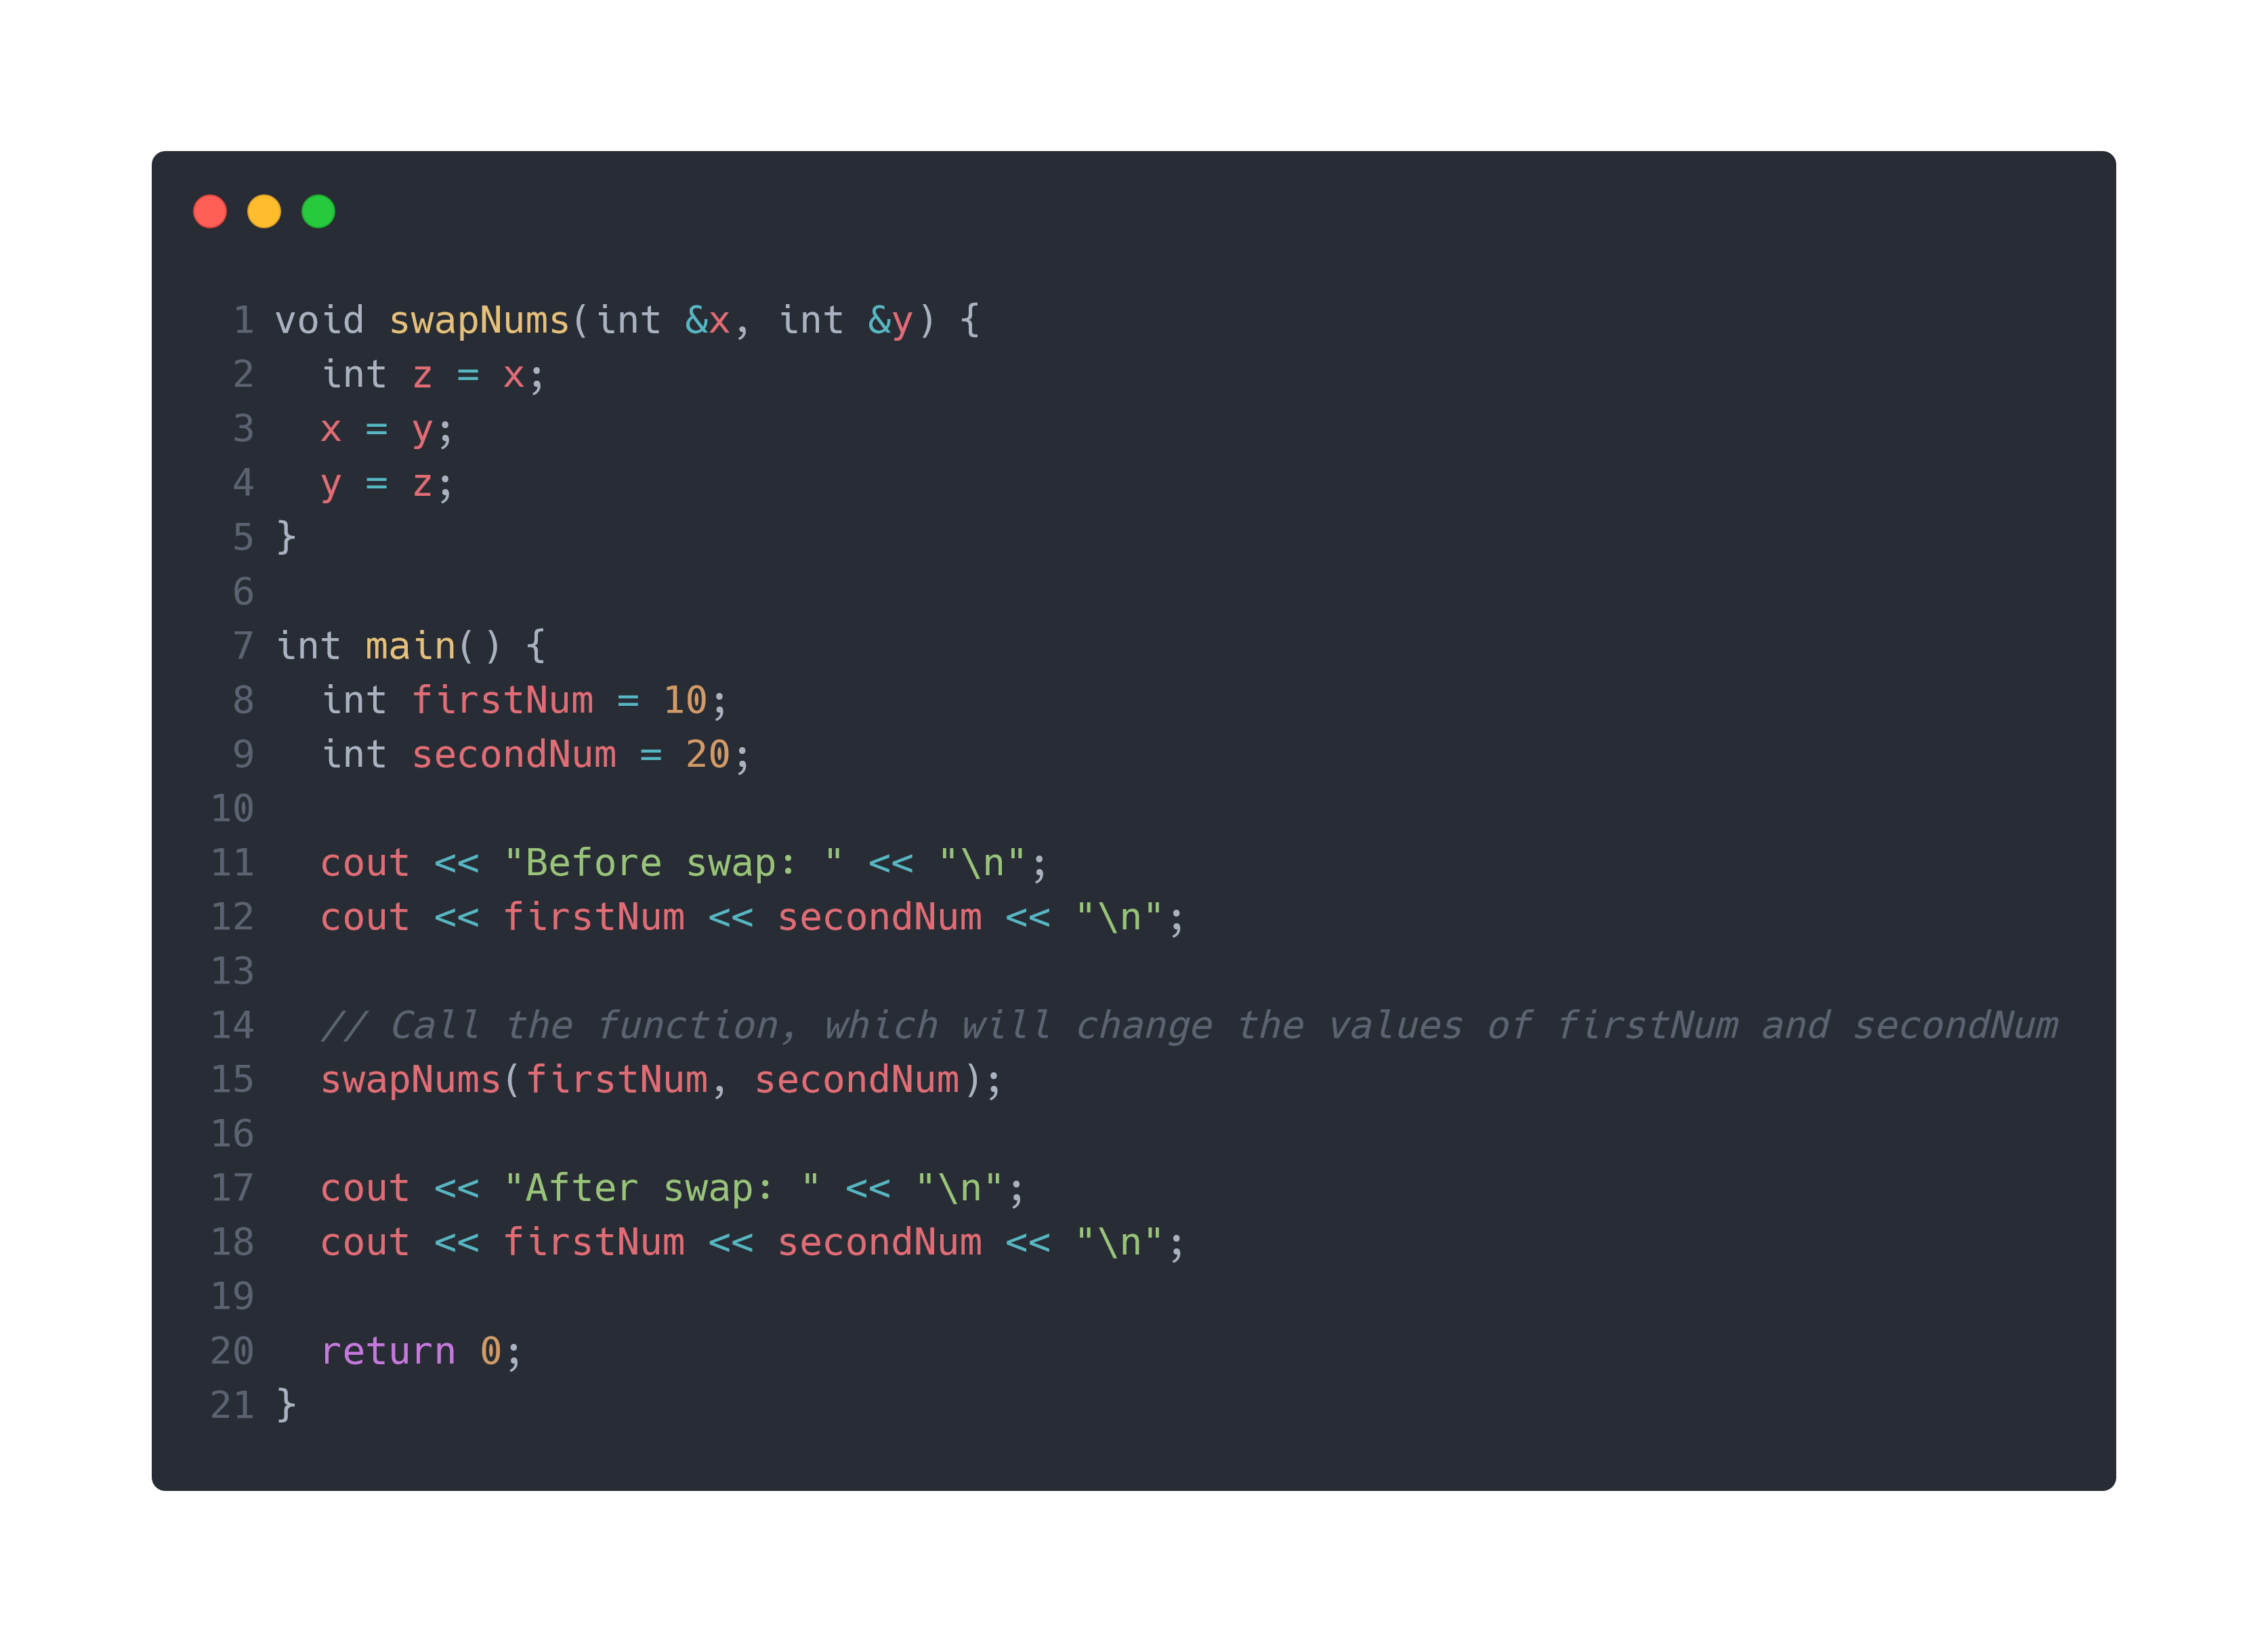 1 void swapNums(int &x, int &y) {
2   int z = x;
3   x = y;
4   y = z;
5 }
6
7 int main() {
8   int firstNum = 10;
9   int secondNum = 20;
10
11   cout << "Before swap: " << "\n";
12   cout << firstNum << secondNum << "\n";
13
14   // Call the function, which will change the values of firstNum and secondNum
15   swapNums(firstNum, secondNum);
16
17   cout << "After swap: " << "\n";
18   cout << firstNum << secondNum << "\n";
19
20   return 0;
21 }